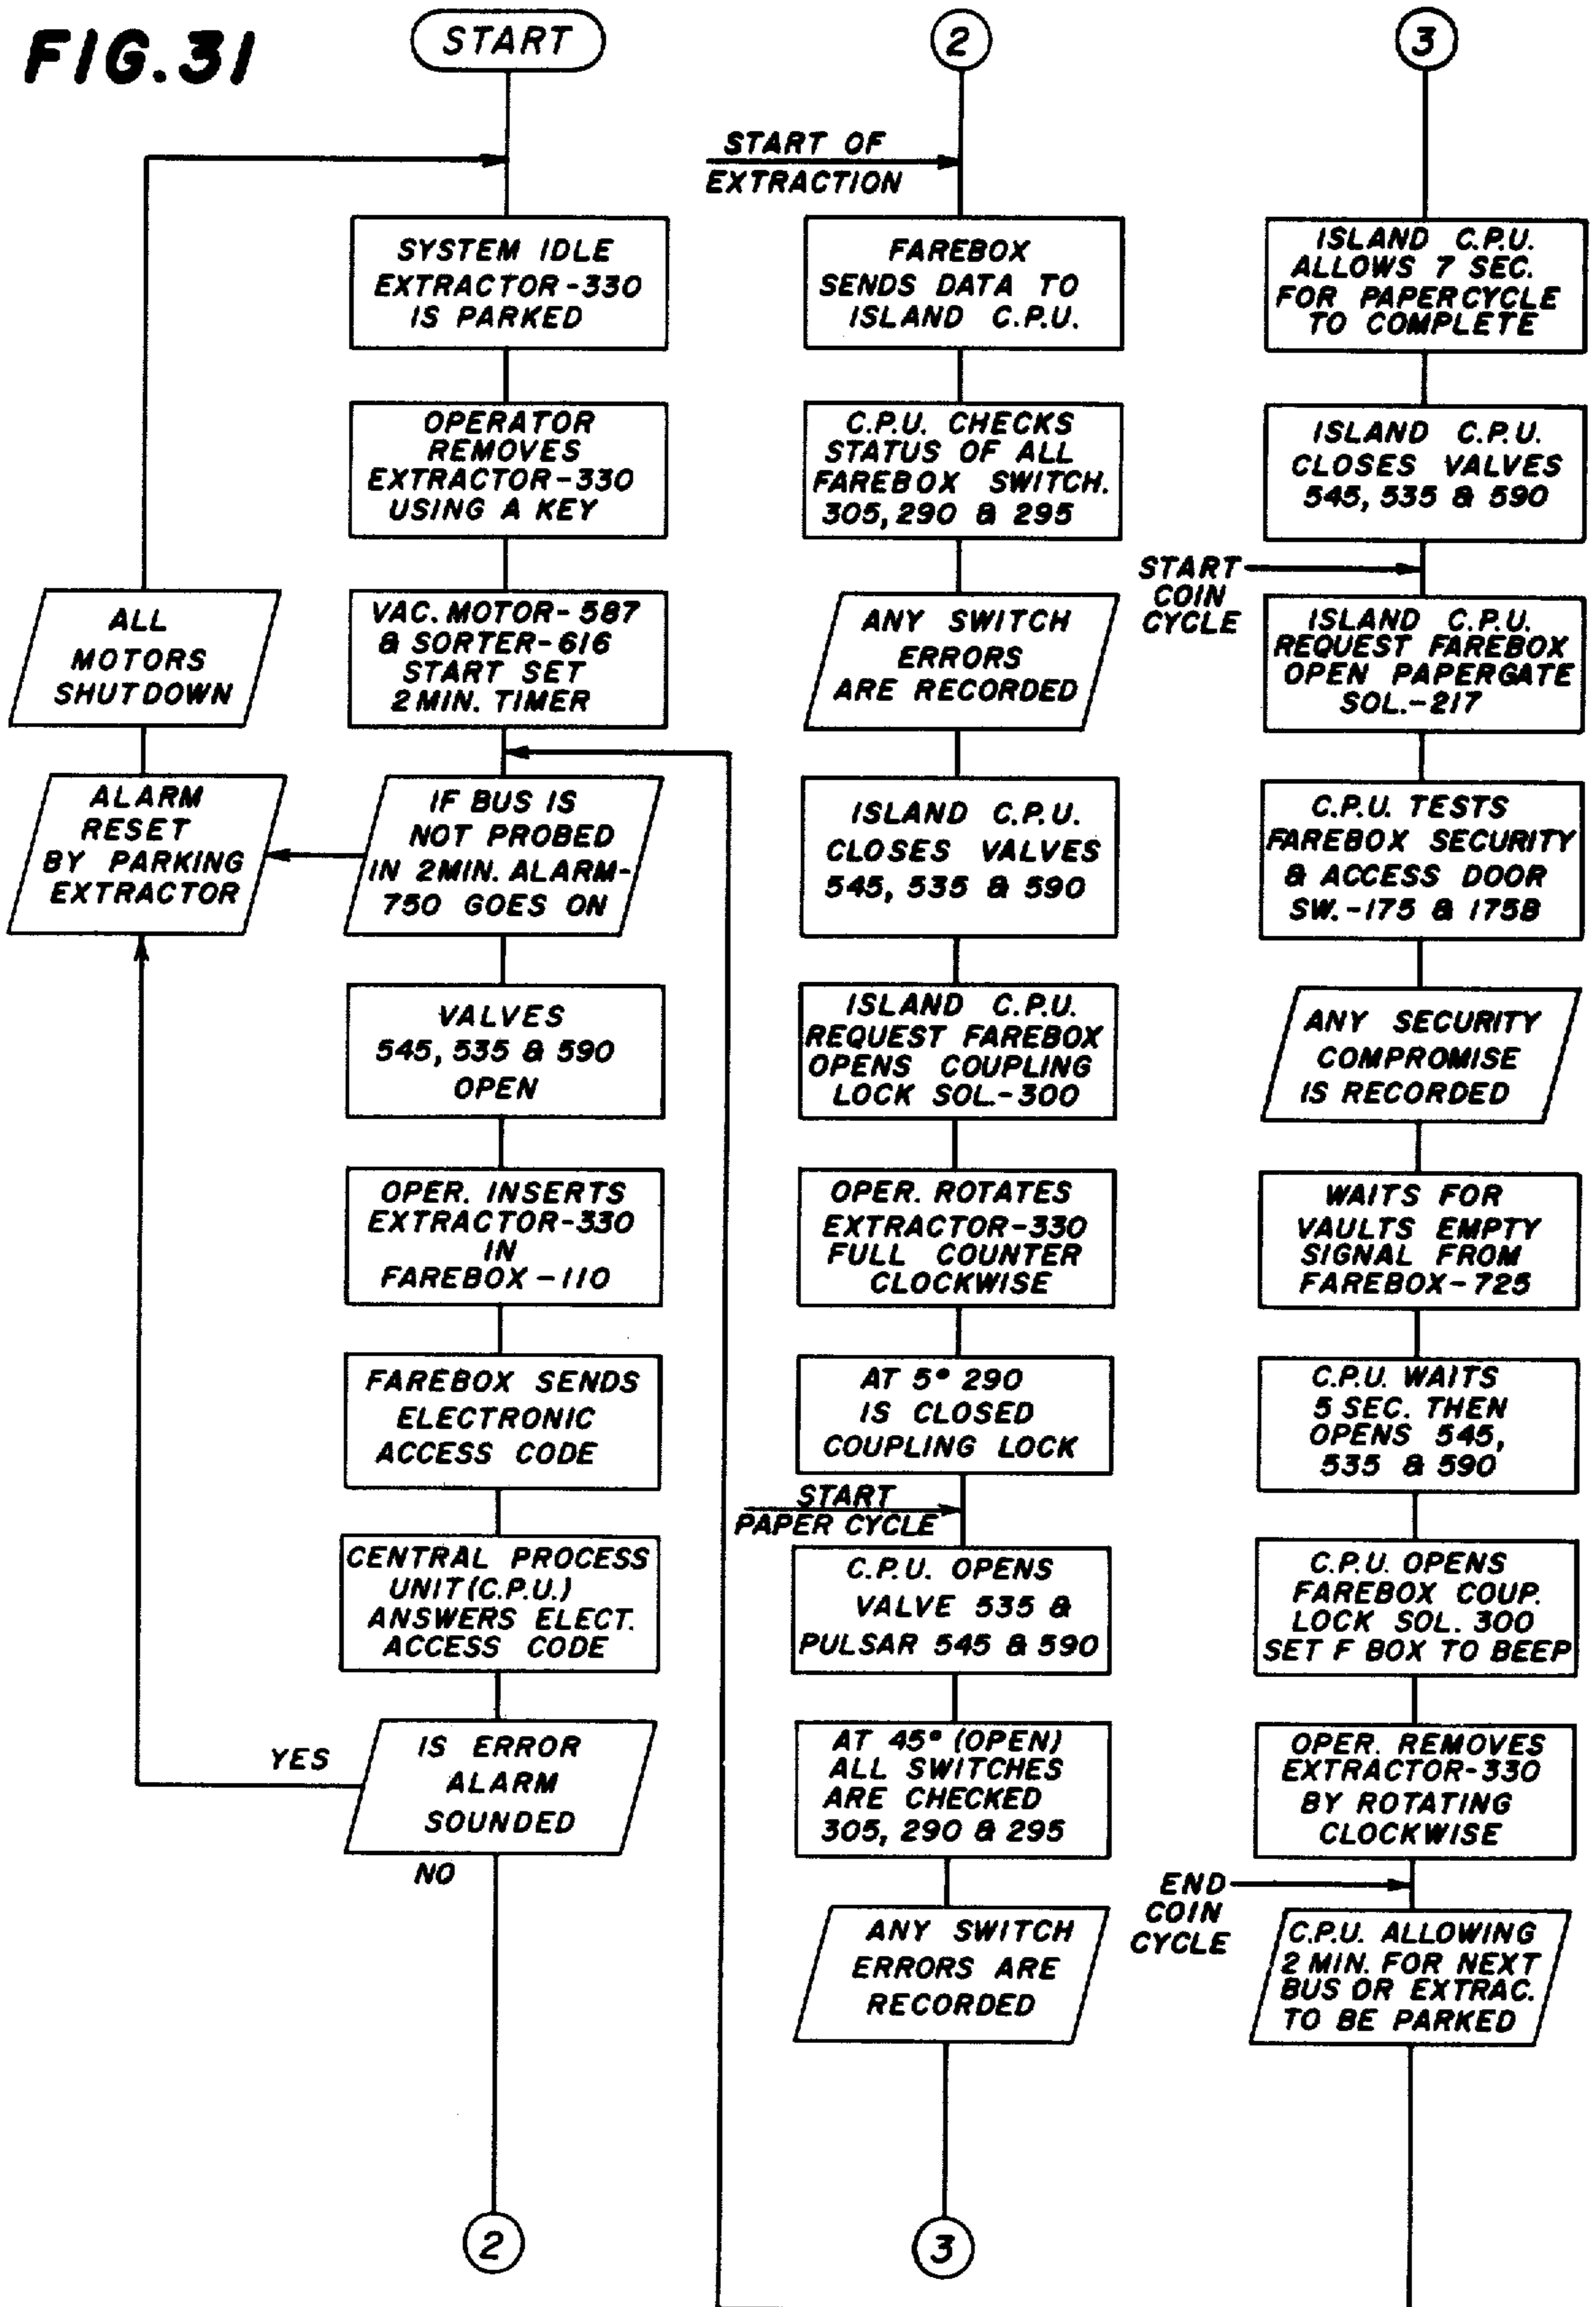 FIG.31
START
SYSTEM IDLE
EXTRACTOR-330
IS PARKED
OPERATOR
REMOVES
EXTRACTOR-330
USING A KEY
VAC. MOTOR-587
& SORTER-616
START SET
2 MIN. TIMER
ALL
MOTORS
SHUTDOWN
ALARM
RESET
BY PARKING
EXTRACTOR
IF BUS IS
NOT PROBED
IN 2 MIN. ALARM-
750 GOES ON
VALVES
545, 535 & 590
OPEN
OPER. INSERTS
EXTRACTOR-330
IN
FAREBOX-110
FAREBOX SENDS
ELECTRONIC
ACCESS CODE
CENTRAL PROCESS
UNIT (C.P.U.)
ANSWERS ELECT.
ACCESS CODE
YES
IS ERROR
ALARM
SOUNDED
NO
2
2
START OF
EXTRACTION
FAREBOX
SENDS DATA TO
ISLAND C.P.U.
C.P.U. CHECKS
STATUS OF ALL
FAREBOX SWITCH.
305, 290 & 295
ANY SWITCH
ERRORS
ARE RECORDED
ISLAND C.P.U.
CLOSES VALVES
545, 535 & 590
ISLAND C.P.U.
REQUEST FAREBOX
OPENS COUPLING
LOCK SOL.-300
OPER. ROTATES
EXTRACTOR-330
FULL COUNTER
CLOCKWISE
AT 5° 290
IS CLOSED
COUPLING LOCK
START
PAPER CYCLE
C.P.U. OPENS
VALVE 535 &
PULSAR 545 & 590
AT 45° (OPEN)
ALL SWITCHES
ARE CHECKED
305, 290 & 295
ANY SWITCH
ERRORS ARE
RECORDED
3
3
ISLAND C.P.U.
ALLOWS 7 SEC.
FOR PAPERCYCLE
TO COMPLETE
ISLAND C.P.U.
CLOSES VALVES
545, 535 & 590
START
COIN
CYCLE
ISLAND C.P.U.
REQUEST FAREBOX
OPEN PAPERGATE
SOL.-217
C.P.U. TESTS
FAREBOX SECURITY
& ACCESS DOOR
SW.-175 & 175B
ANY SECURITY
COMPROMISE
IS RECORDED
WAITS FOR
VAULTS EMPTY
SIGNAL FROM
FAREBOX-725
C.P.U. WAITS
5 SEC. THEN
OPENS 545,
535 & 590
C.P.U. OPENS
FAREBOX COUP.
LOCK SOL. 300
SET F BOX TO BEEP
OPER. REMOVES
EXTRACTOR-330
BY ROTATING
CLOCKWISE
END
COIN
CYCLE
C.P.U. ALLOWING
2 MIN. FOR NEXT
BUS OR EXTRAC.
TO BE PARKED